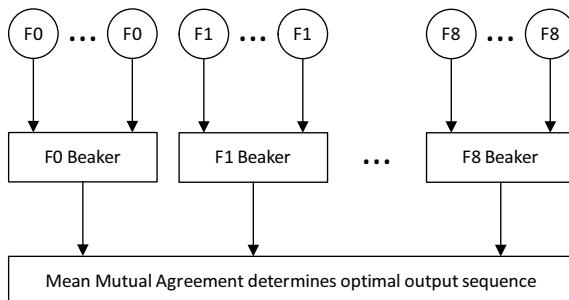 F0 ... F0 F1 ... F1 F8 ... F8
F0 Beaker F1 Beaker ... F8 Beaker
Mean Mutual Agreement determines optimal output sequence